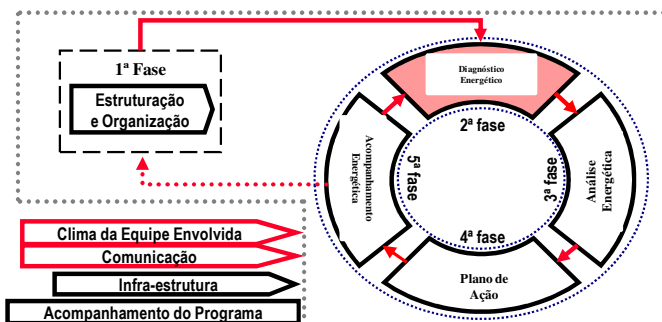 1ª Fase
Estruturação
e Organização
Diagnóstico
Energético
2ª fase
Análise
Energética
3ª fase
4ª fase
Plano de
Ação
5ª fase
Acompanhamento
Energética
Clima da Equipe Envolvida
Comunicação
Infra-estrutura
Acompanhamento do Programa